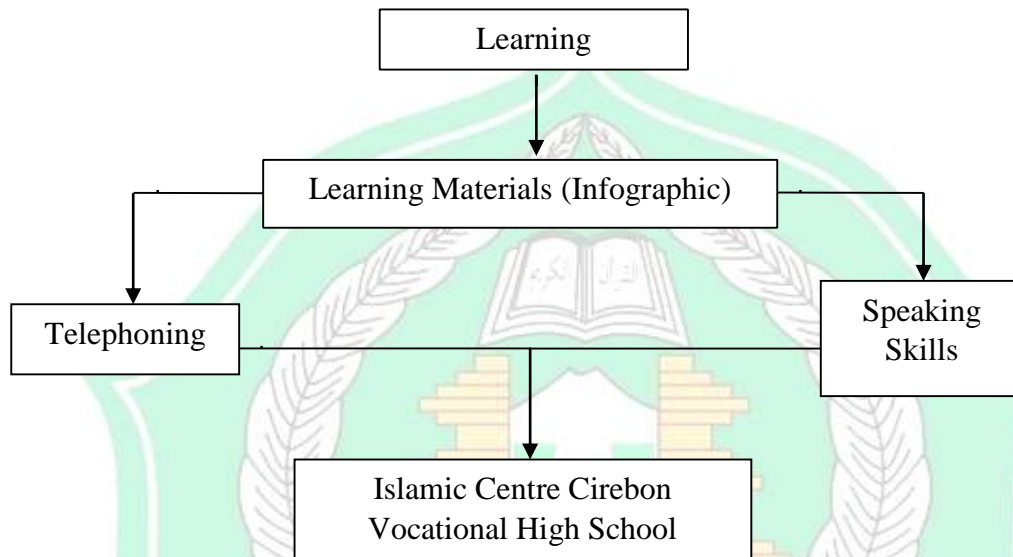 Learning
Learning Materials (Infographic)
Telephoning
Speaking
Skills
Islamic Centre Cirebon
Vocational High School